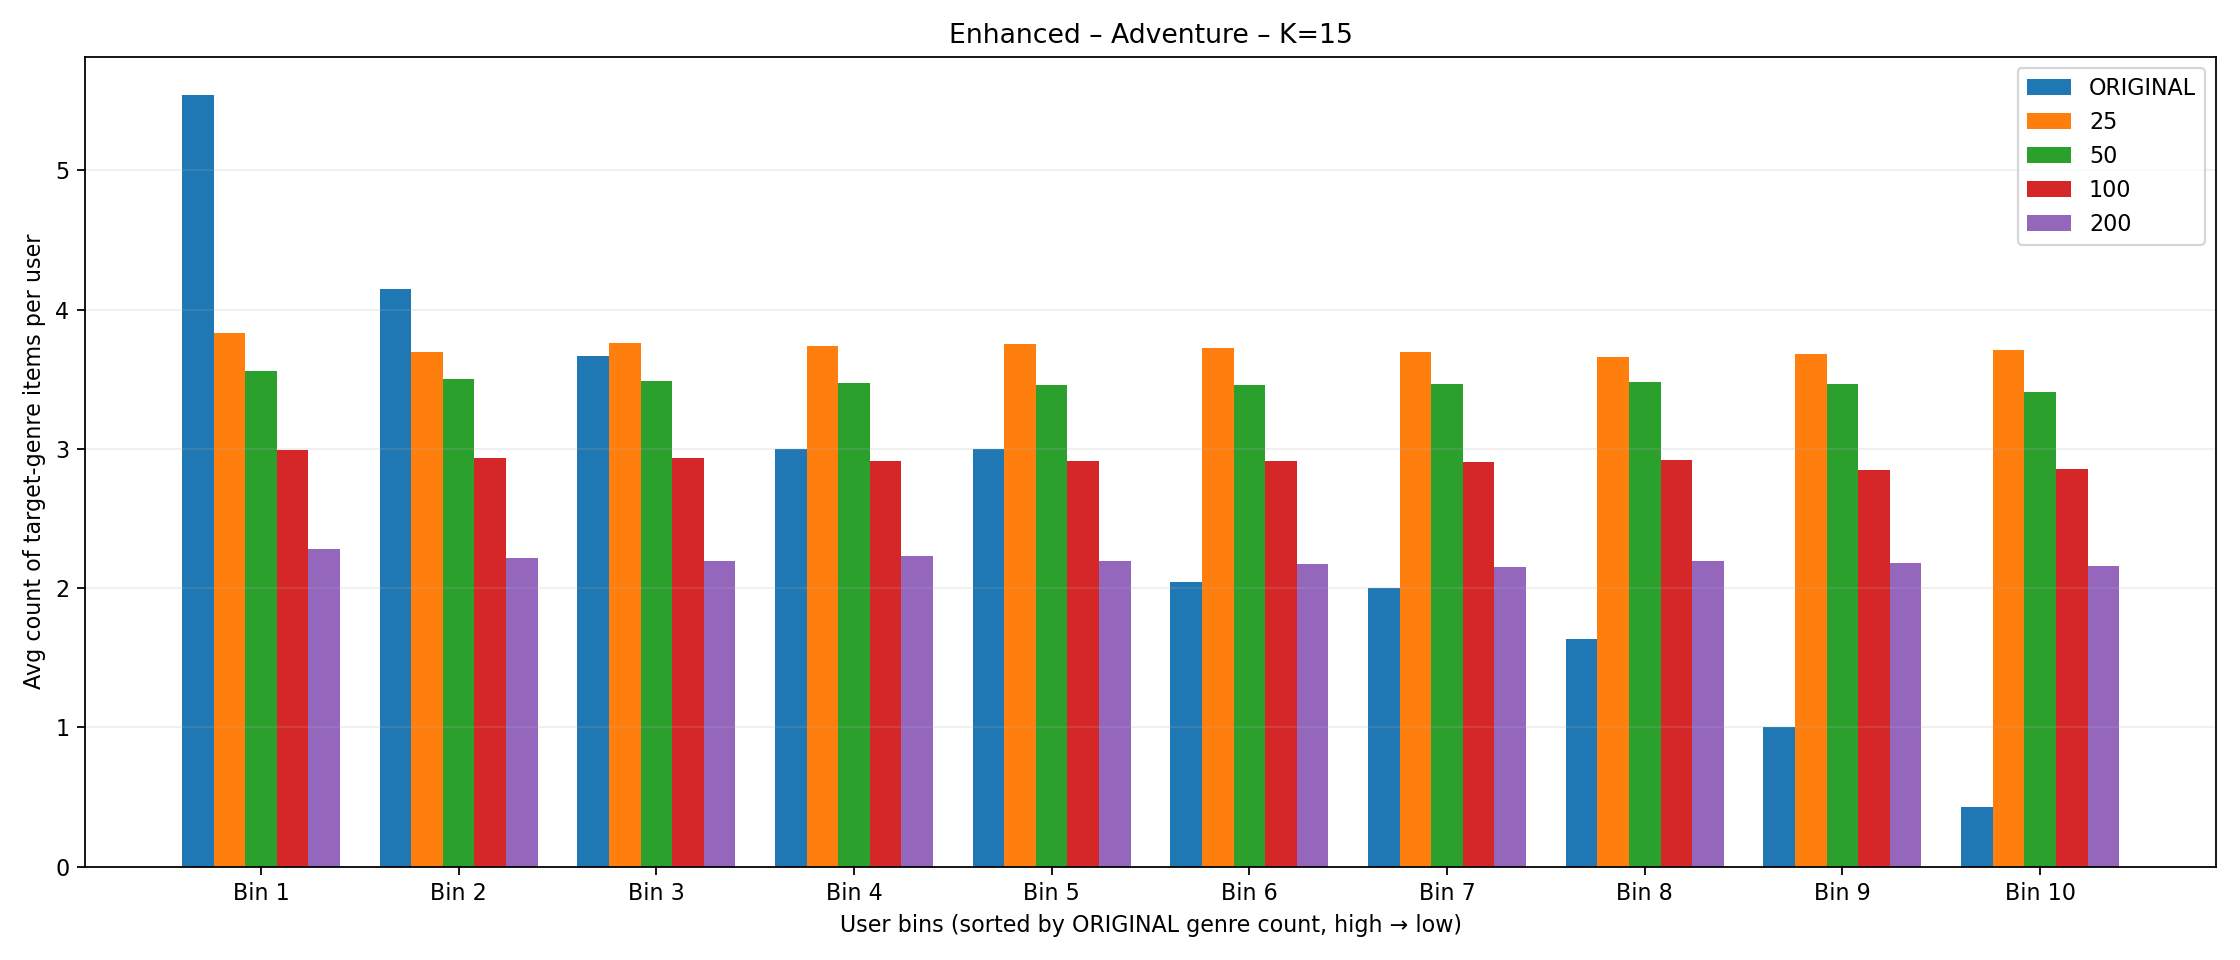 Enhanced – Adventure – K=15
ORIGINAL
25
50
100
200
Avg count of target-genre items per user
5
4
3
2
1
0
Bin 1 Bin 2 Bin 3 Bin 4 Bin 5 Bin 6 Bin 7 Bin 8 Bin 9 Bin 10
User bins (sorted by ORIGINAL genre count, high → low)